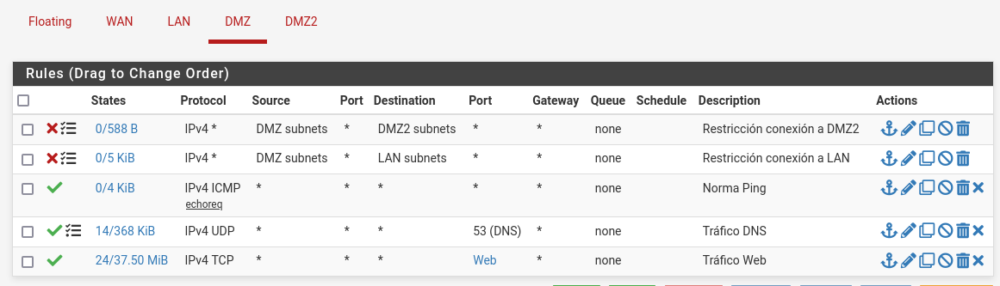 Floating WAN LAN DMZ DMZ2
Rules (Drag to Change Order)
States Protocol Source Port Destination Port Gateway Queue Schedule Description Actions
0/588 B IPv4 * DMZ subnets * DMZ2 subnets * * none Restricción conexión a DMZ2
0/5 KiB IPv4 * DMZ subnets * LAN subnets * * none Restricción conexión a LAN
0/4 KiB IPv4 ICMP * * * * * none Norma Ping
echoreq
14/368 KiB IPv4 UDP * * * 53 (DNS) * none Tráfico DNS
24/37.50 MiB IPv4 TCP * * * Web * none Tráfico Web